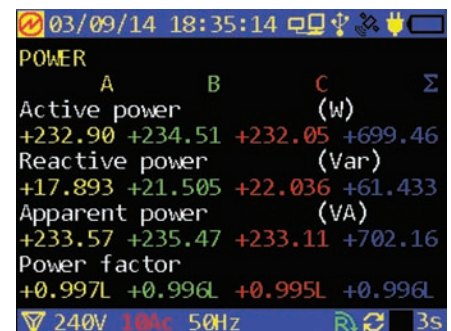 03/09/14 18:35:14
POWER
A B C Σ
Active power (W)
+232.90 +234.51 +232.05 +699.46
Reactive power (Var)
+17.893 +21.505 +22.036 +61.433
Apparent power (VA)
+233.57 +235.47 +233.11 +702.16
Power factor
+0.997L +0.996L +0.995L +0.996L
240V 10Ac 50Hz 3s